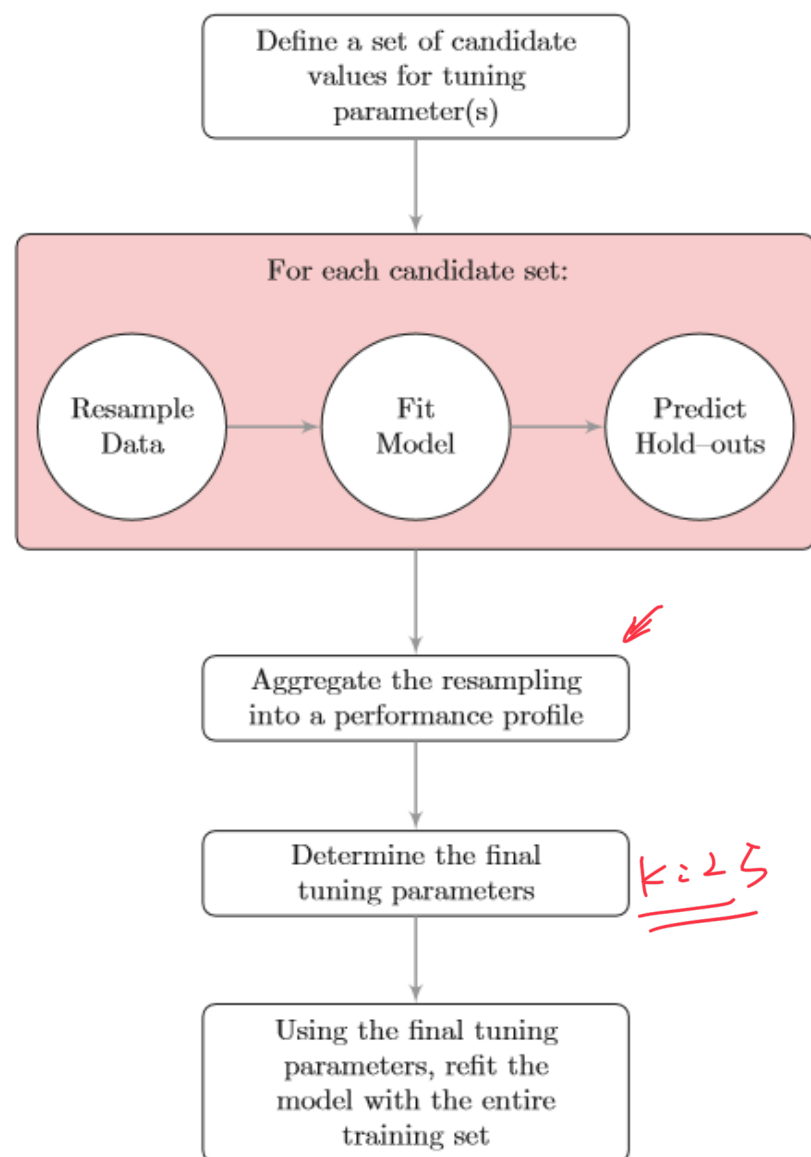 Define a set of candidate
values for tuning
parameter(s)
For each candidate set:
Resample
Data
Fit
Model
Predict
Hold–outs
Aggregate the resampling
into a performance profile
Determine the final
tuning parameters
K: 25
Using the final tuning
parameters, refit the
model with the entire
training set